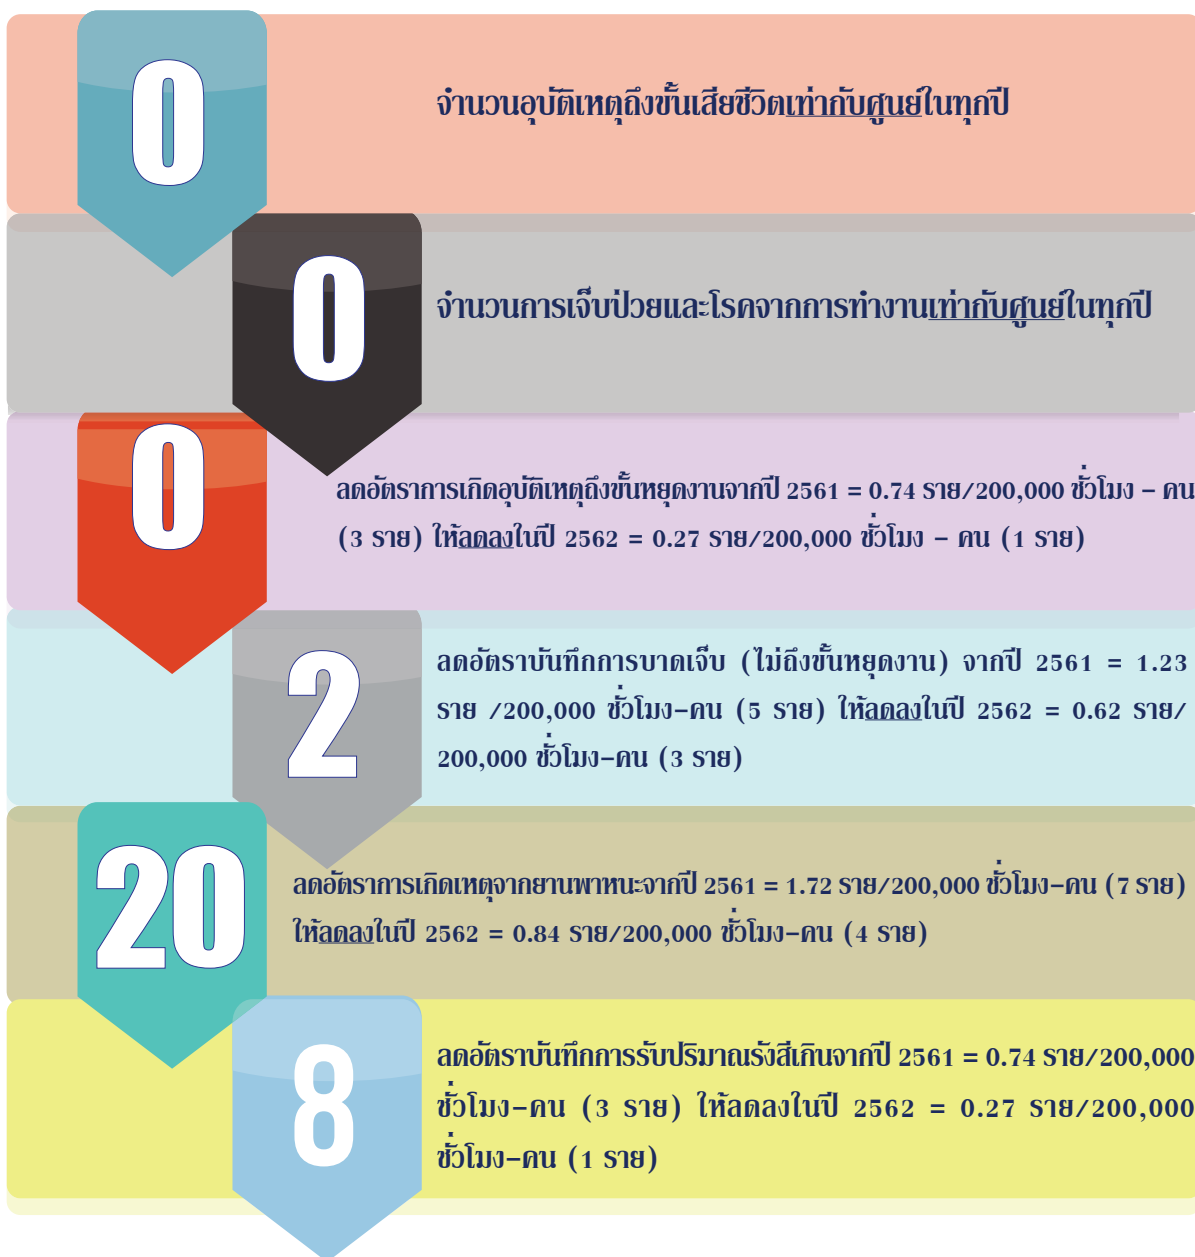 0
จำนวนอุบัติเหตุถึงขั้นเสียชีวิตเท่ากับศูนย์ในทุกปี
0
จำนวนการเจ็บป่วยและโรคจากการทำงานเท่ากับศูนย์ในทุกปี
0
ลดอัตราการเกิดอุบัติเหตุถึงขั้นหยุดงานจากปี 2561 = 0.74 ราย/200,000 ชั่วโมง – คน
(3 ราย) ให้ลดลงในปี 2562 = 0.27 ราย/200,000 ชั่วโมง – คน (1 ราย)
2
ลดอัตราบันทึกการบาดเจ็บ (ไม่ถึงขั้นหยุดงาน) จากปี 2561 = 1.23
ราย /200,000 ชั่วโมง–คน (5 ราย) ให้ลดลงในปี 2562 = 0.62 ราย/
200,000 ชั่วโมง–คน (3 ราย)
20
ลดอัตราการเกิดเหตุจากยานพาหนะจากปี 2561 = 1.72 ราย/200,000 ชั่วโมง–คน (7 ราย)
ให้ลดลงในปี 2562 = 0.84 ราย/200,000 ชั่วโมง–คน (4 ราย)
8
ลดอัตราบันทึกการรับปริมาณรังสีเกินจากปี 2561 = 0.74 ราย/200,000
ชั่วโมง–คน (3 ราย) ให้ลดลงในปี 2562 = 0.27 ราย/200,000
ชั่วโมง–คน (1 ราย)